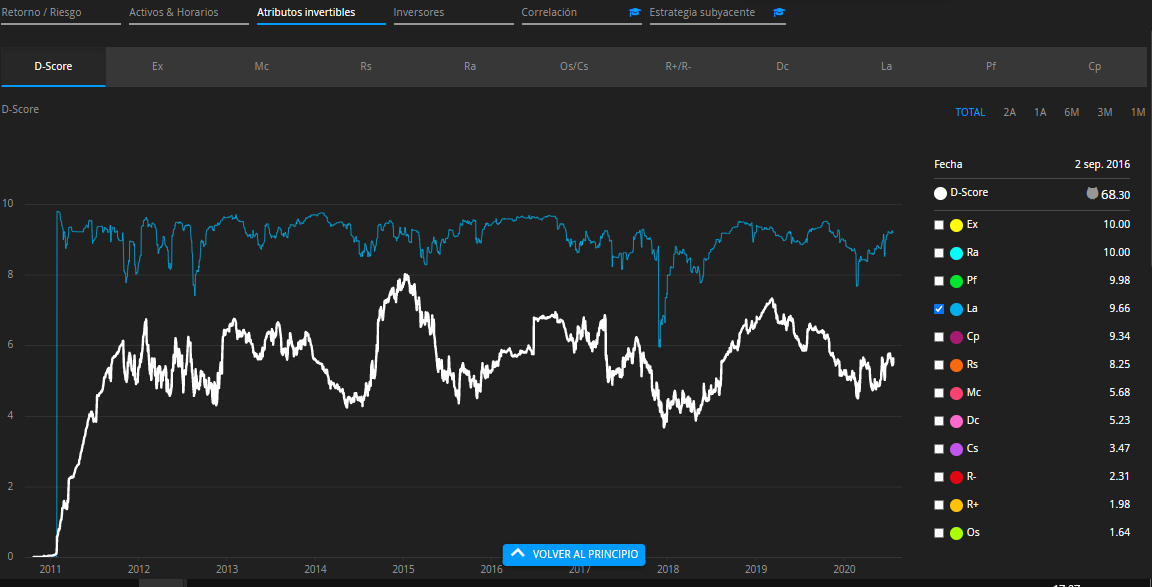 Retorno / Riesgo Activos & Horarios Atributos invertibles Inversores Correlación Estrategia subyacente
D-Score Ex Mc Rs Ra Os/Cs R+/R- Dc La Pf Cp
D-Score
TOTAL 2A 1A 6M 3M 1M
Fecha 2 sep. 2016
D-Score 68.30
Ex 10.00
Ra 10.00
Pf 9.98
La 9.66
Cp 9.34
Rs 8.25
Mc 5.68
Dc 5.23
Cs 3.47
R- 2.31
R+ 1.98
Os 1.64
10
8
6
4
2
0
VOLVER AL PRINCIPIO
2011 2012 2013 2014 2015 2016 2017 2018 2019 2020